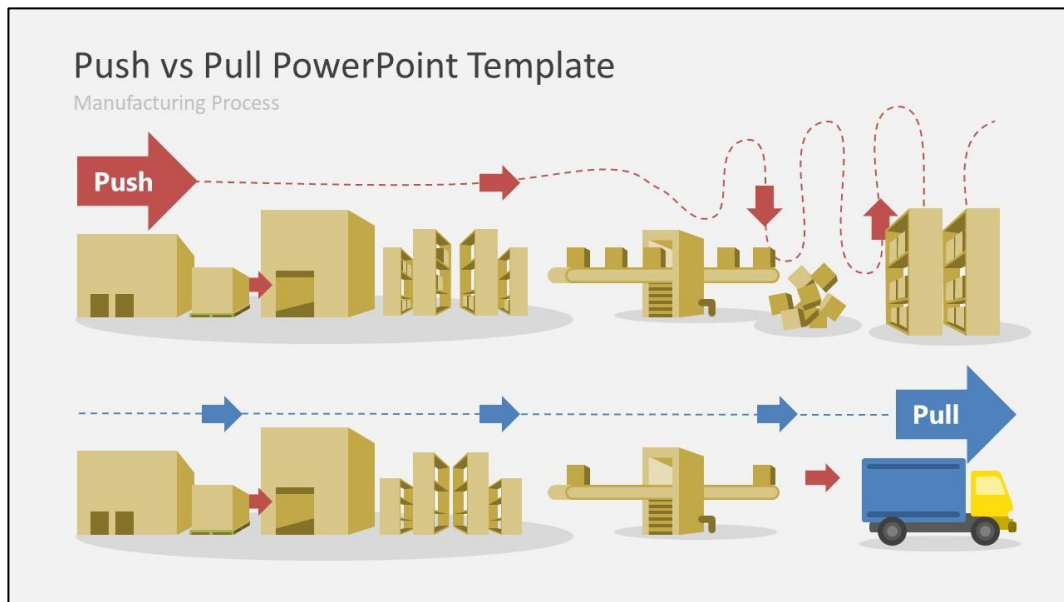 Push vs Pull PowerPoint Template
Manufacturing Process
Push
Pull